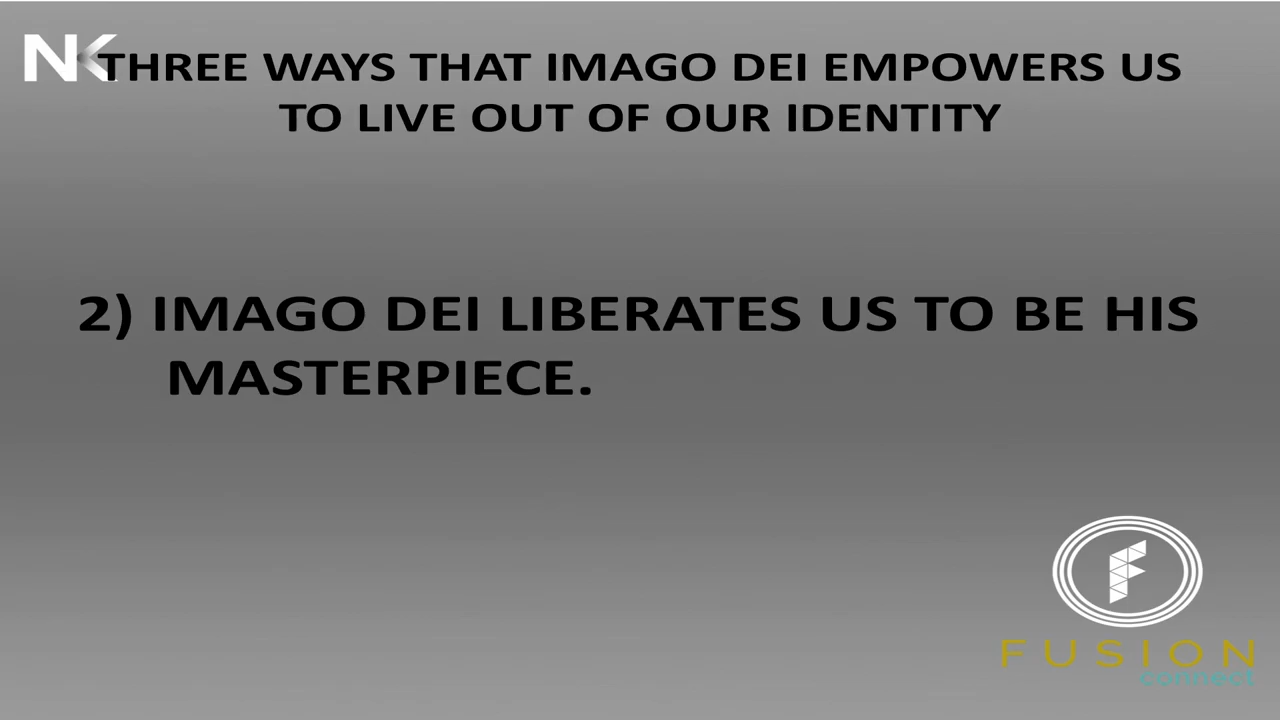 NK
THREE WAYS THAT IMAGO DEI EMPOWERS US
TO LIVE OUT OF OUR IDENTITY
2) IMAGO DEI LIBERATES US TO BE HIS
MASTERPIECE.
F
FUSION
connect